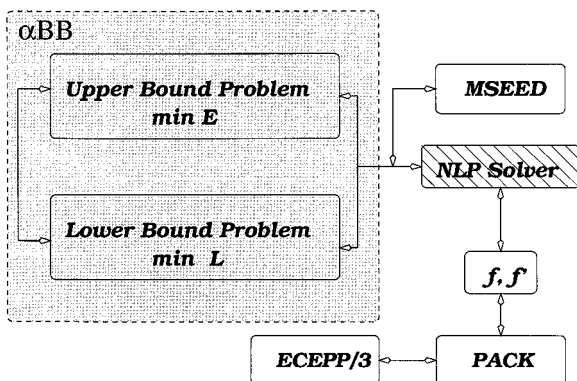 αBB
Upper Bound Problem
min E
MSEED
NLP Solver
Lower Bound Problem
min L
f, f'
ECEPP/3
PACK